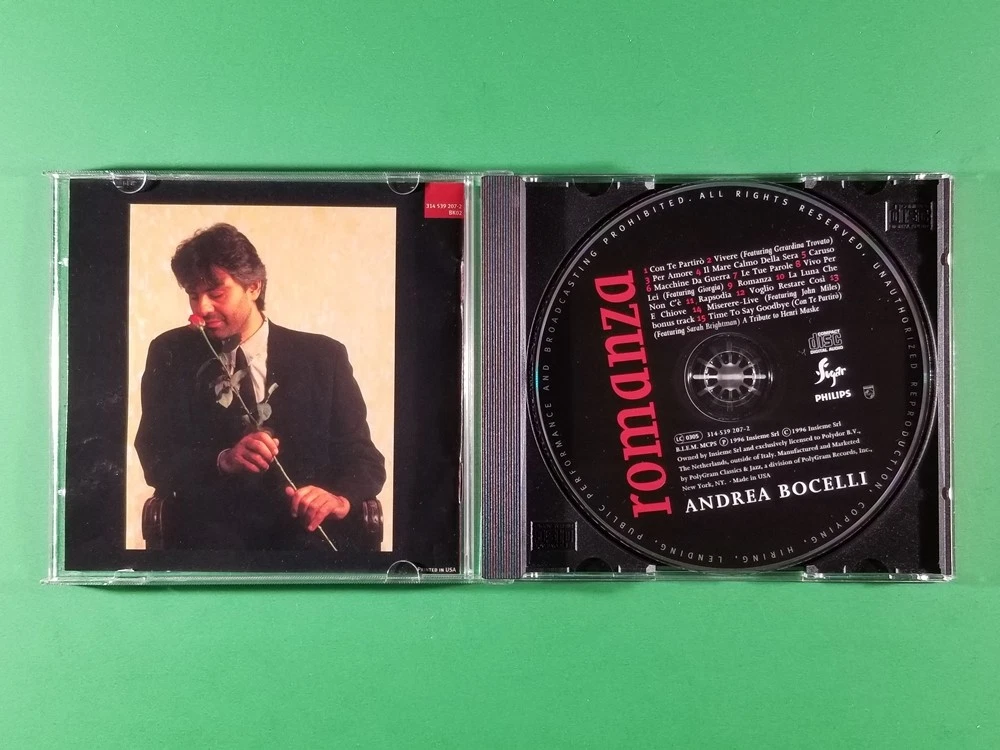 314 539 207-2
BK02
PRINTED IN USA
PERFORMANCE AND BROADCASTING PROHIBITED. ALL RIGHTS RESERVED. UNAUTHORIZED REPRODUCTION, COPYING, HIRING, LENDING, PUBLIC
romanza
1 Con Te Partirò 2 Vivere (Featuring Gerardina Trovato)
3 Per Amore 4 Il Mare Calmo Della Sera 5 Caruso
6 Macchine Da Guerra 7 Le Tue Parole 8 Vivo Per
Lei (Featuring Giorgia) 9 Romanza 10 La Luna Che
Non C'è 11 Rapsodia 12 Voglio Restare Così 13
E Chiove 14 Miserere-Live (Featuring John Miles)
bonus track 15 Time To Say Goodbye (Con Te Partirò)
(Featuring Sarah Brightman) A Tribute to Henri Maske
COMPACT
disc
DIGITAL AUDIO
Sugar
PHILIPS
LC 0305 314 539 207-2
B.I.E.M. MCPS ℗ 1996 Insieme Srl © 1996 Insieme Srl
Owned by Insieme Srl and exclusively licensed to Polydor B.V.,
The Netherlands, outside of Italy. Manufactured and Marketed
by PolyGram Classics & Jazz, a division of PolyGram Records, Inc.,
New York, NY. - Made in USA
ANDREA BOCELLI